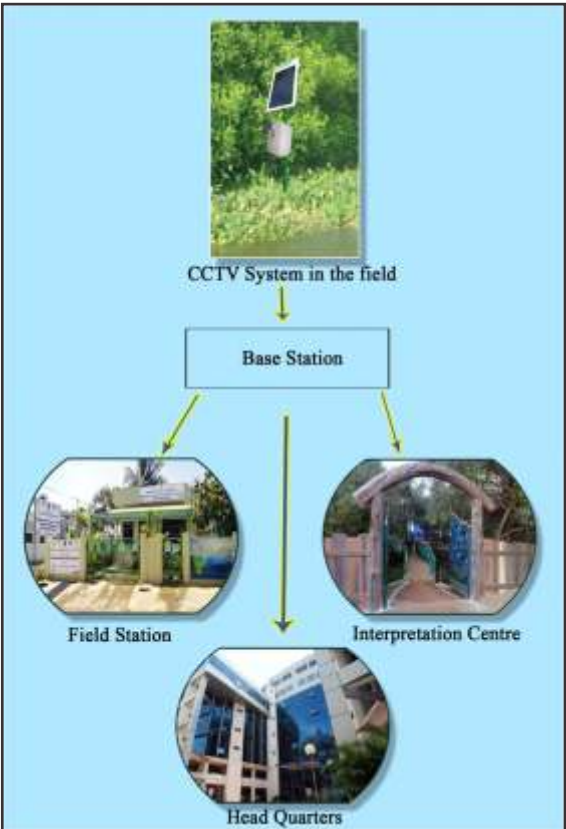 CCTV System in the field
Base Station
Field Station
Interpretation Centre
Head Quarters